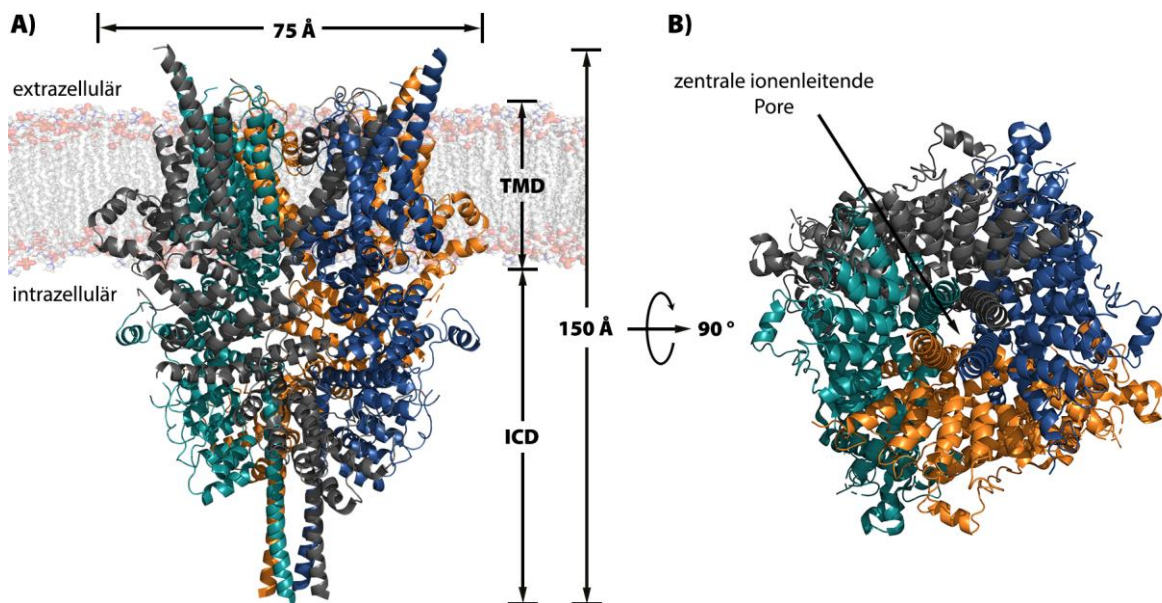 A)
75 Å
extrazellulär
TMD
intrazellulär
ICD
150 Å
90 °
B)
zentrale ionenleitende
Pore